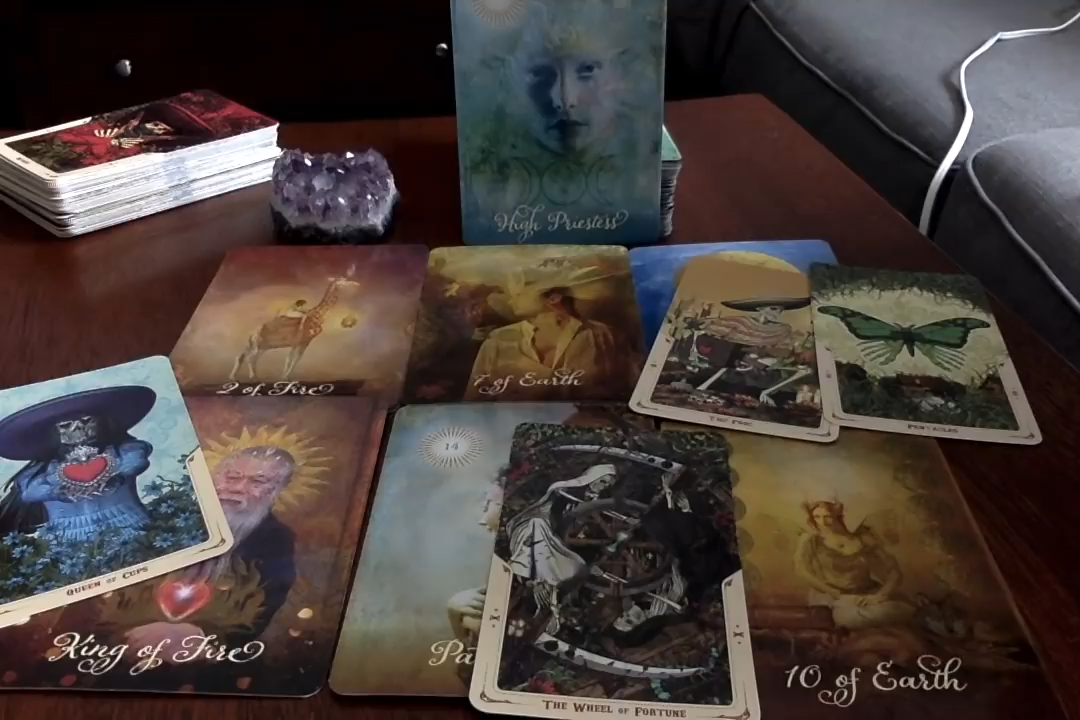 High Priestess
2 of Fire
7 of Earth
THE FOOL
PENTACLES
QUEEN OF CUPS
King of Fire
14
Pa
X
X
THE WHEEL OF FORTUNE
10 of Earth